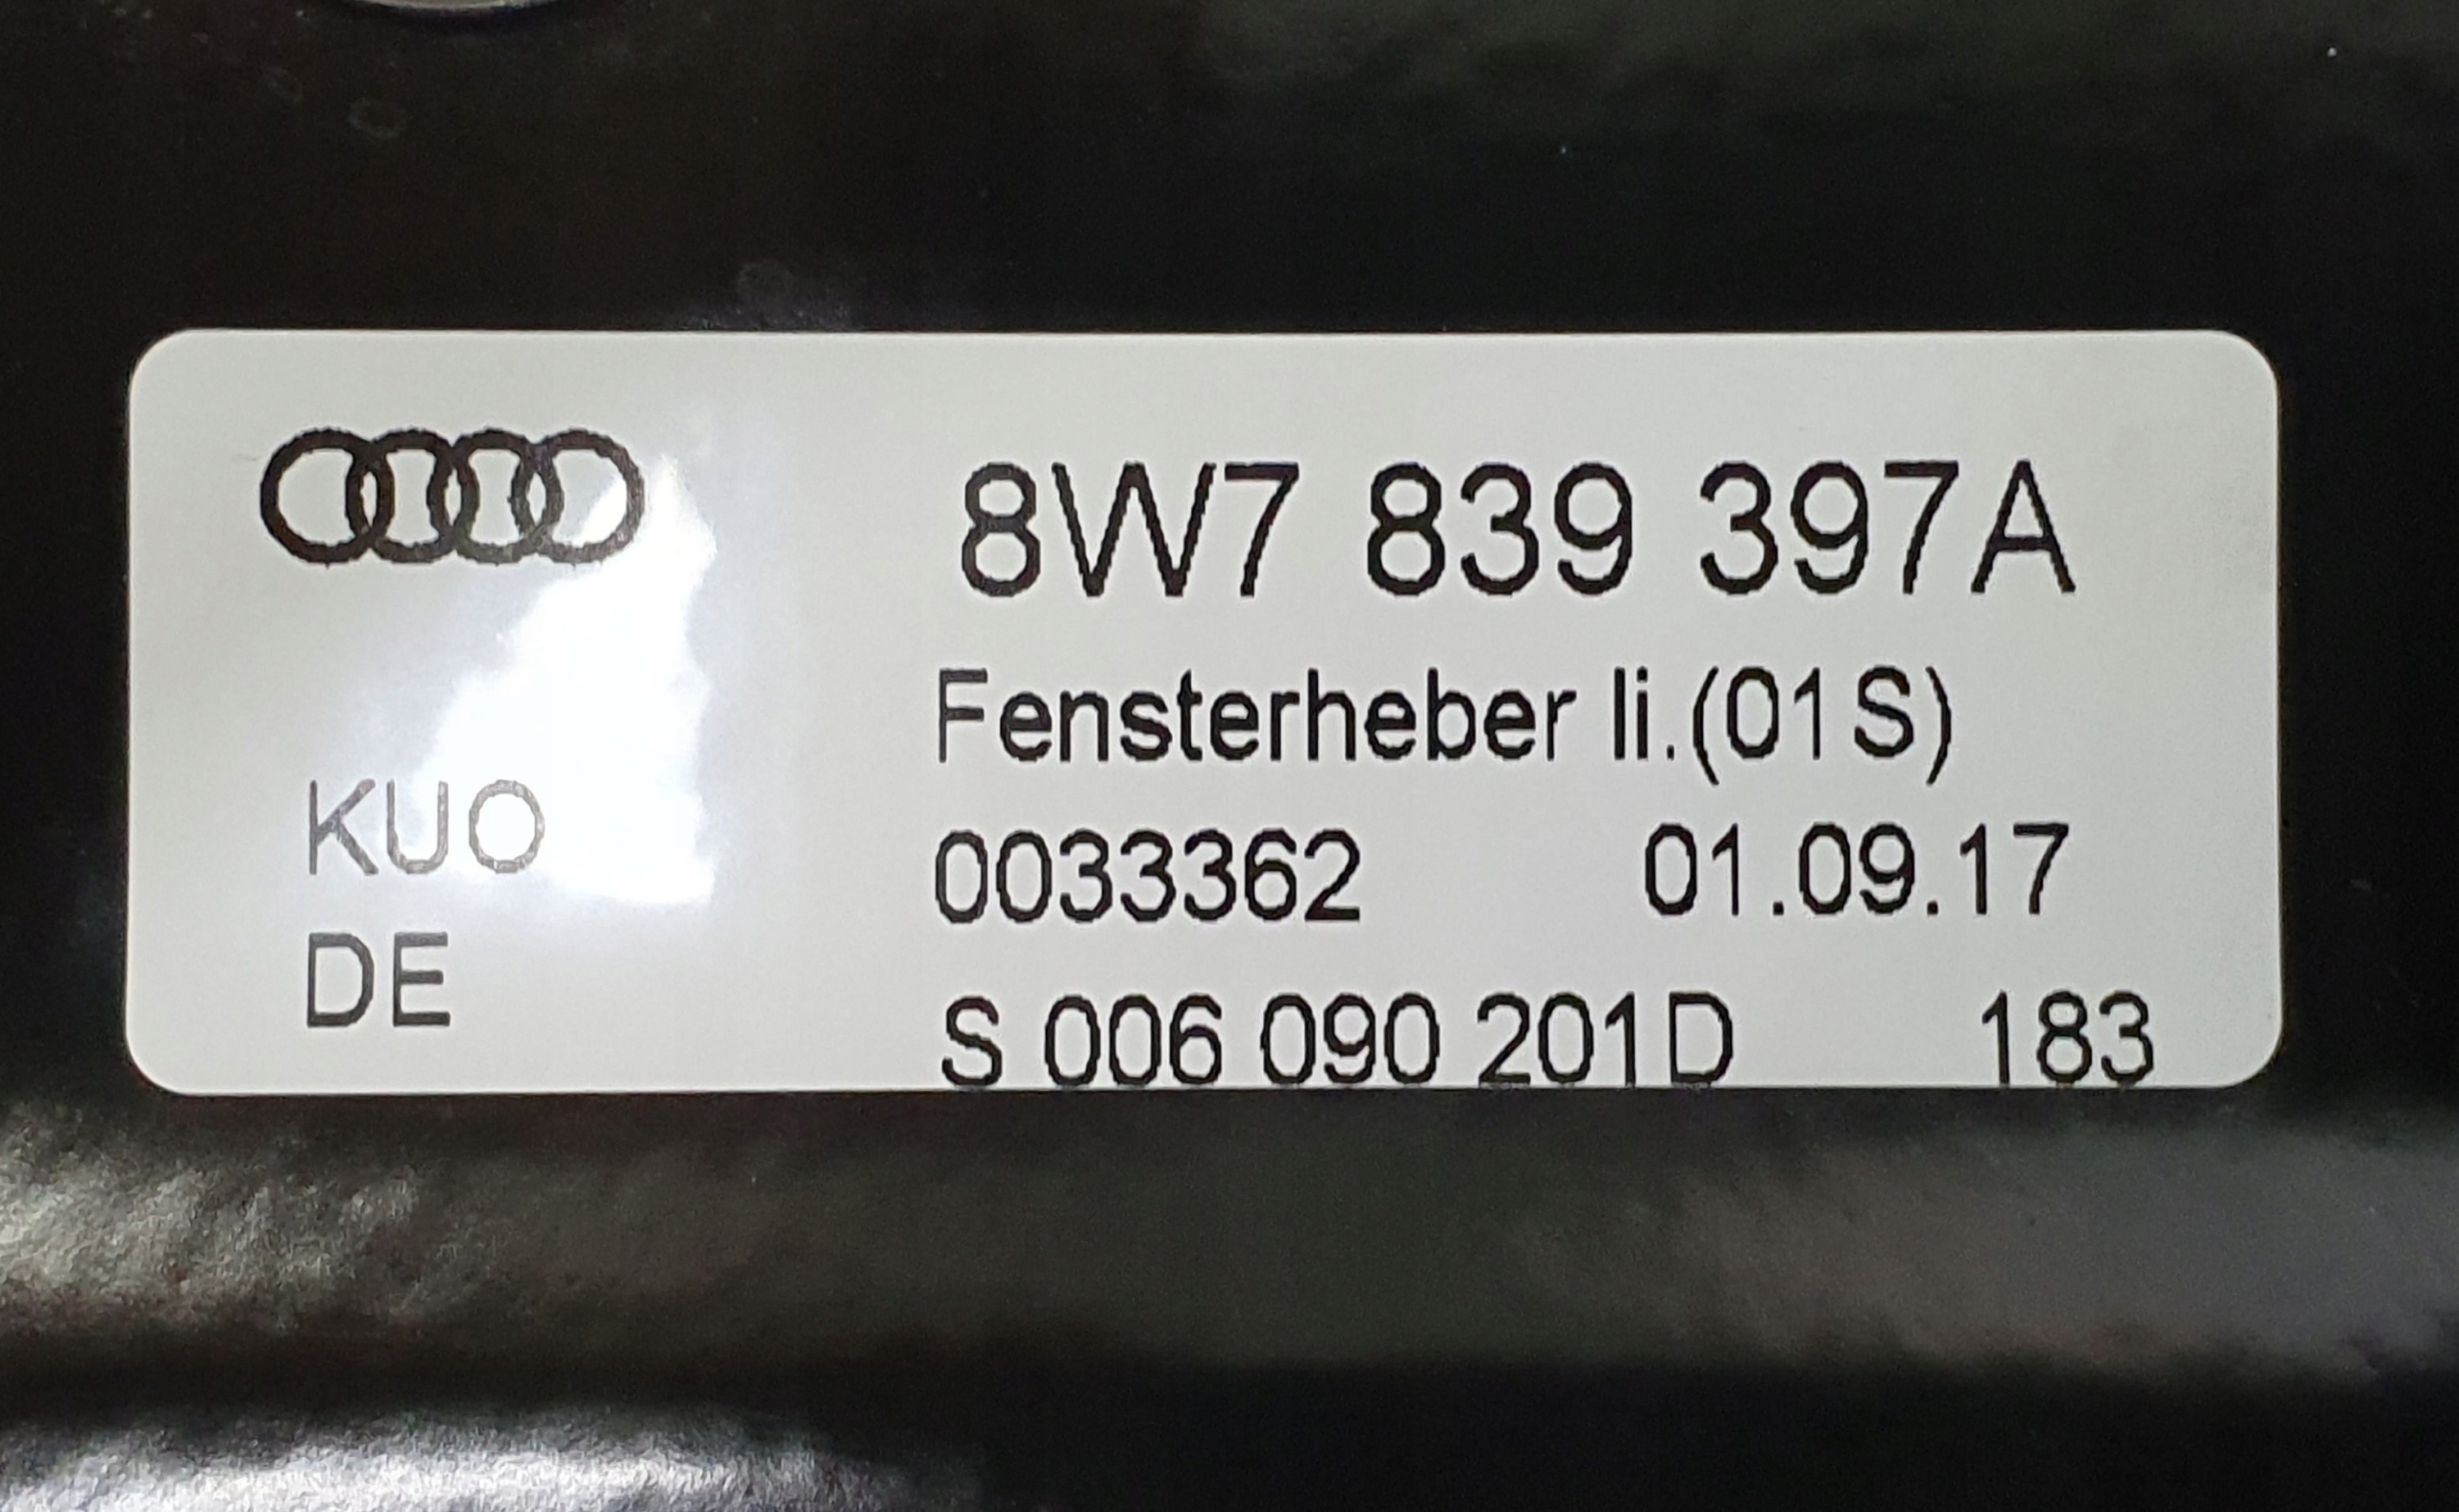 8W7 839 397A
Fensterheber li.(01S)
KUO
0033362 01.09.17
DE
S 006 090 201D 183